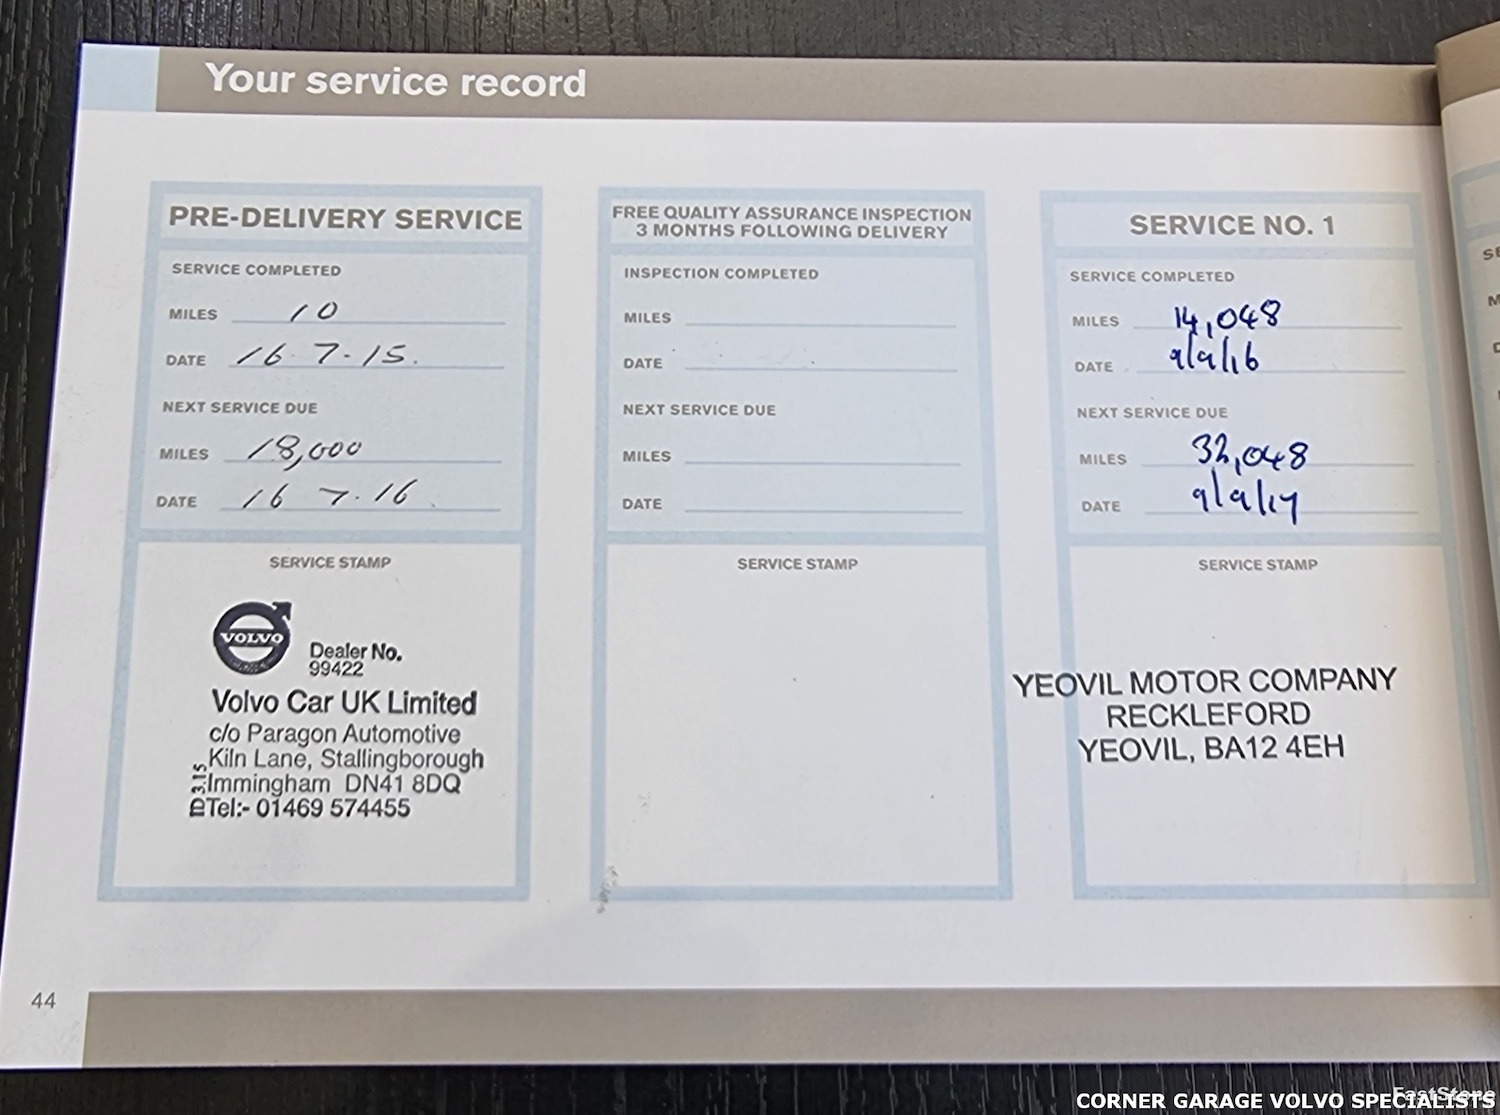 Your service record
PRE-DELIVERY SERVICE
SERVICE COMPLETED
MILES 10
DATE 16 7-15.
NEXT SERVICE DUE
MILES 18,000
DATE 16 7.16
SERVICE STAMP
VOLVO
Dealer No.
99422
Volvo Car UK Limited
c/o Paragon Automotive
Kiln Lane, Stallingborough
Immingham DN41 8DQ
Tel:- 01469 574455
3.15
FREE QUALITY ASSURANCE INSPECTION
3 MONTHS FOLLOWING DELIVERY
INSPECTION COMPLETED
MILES
DATE
NEXT SERVICE DUE
MILES
DATE
SERVICE STAMP
SERVICE NO. 1
SERVICE COMPLETED
MILES 14,048
DATE 9/9/16
NEXT SERVICE DUE
MILES 32,048
DATE 9/9/17
SERVICE STAMP
YEOVIL MOTOR COMPANY
RECKLEFORD
YEOVIL, BA12 4EH
44
CORNER GARAGE VOLVO SPECIALISTS